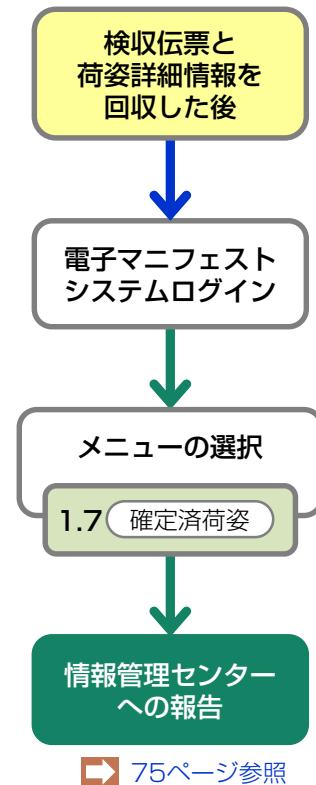 検収伝票と
荷姿詳細情報を
回収した後
電子マニフェスト
システムログイン
メニューの選択
1.7 確定済荷姿
情報管理センター
への報告
75ページ参照